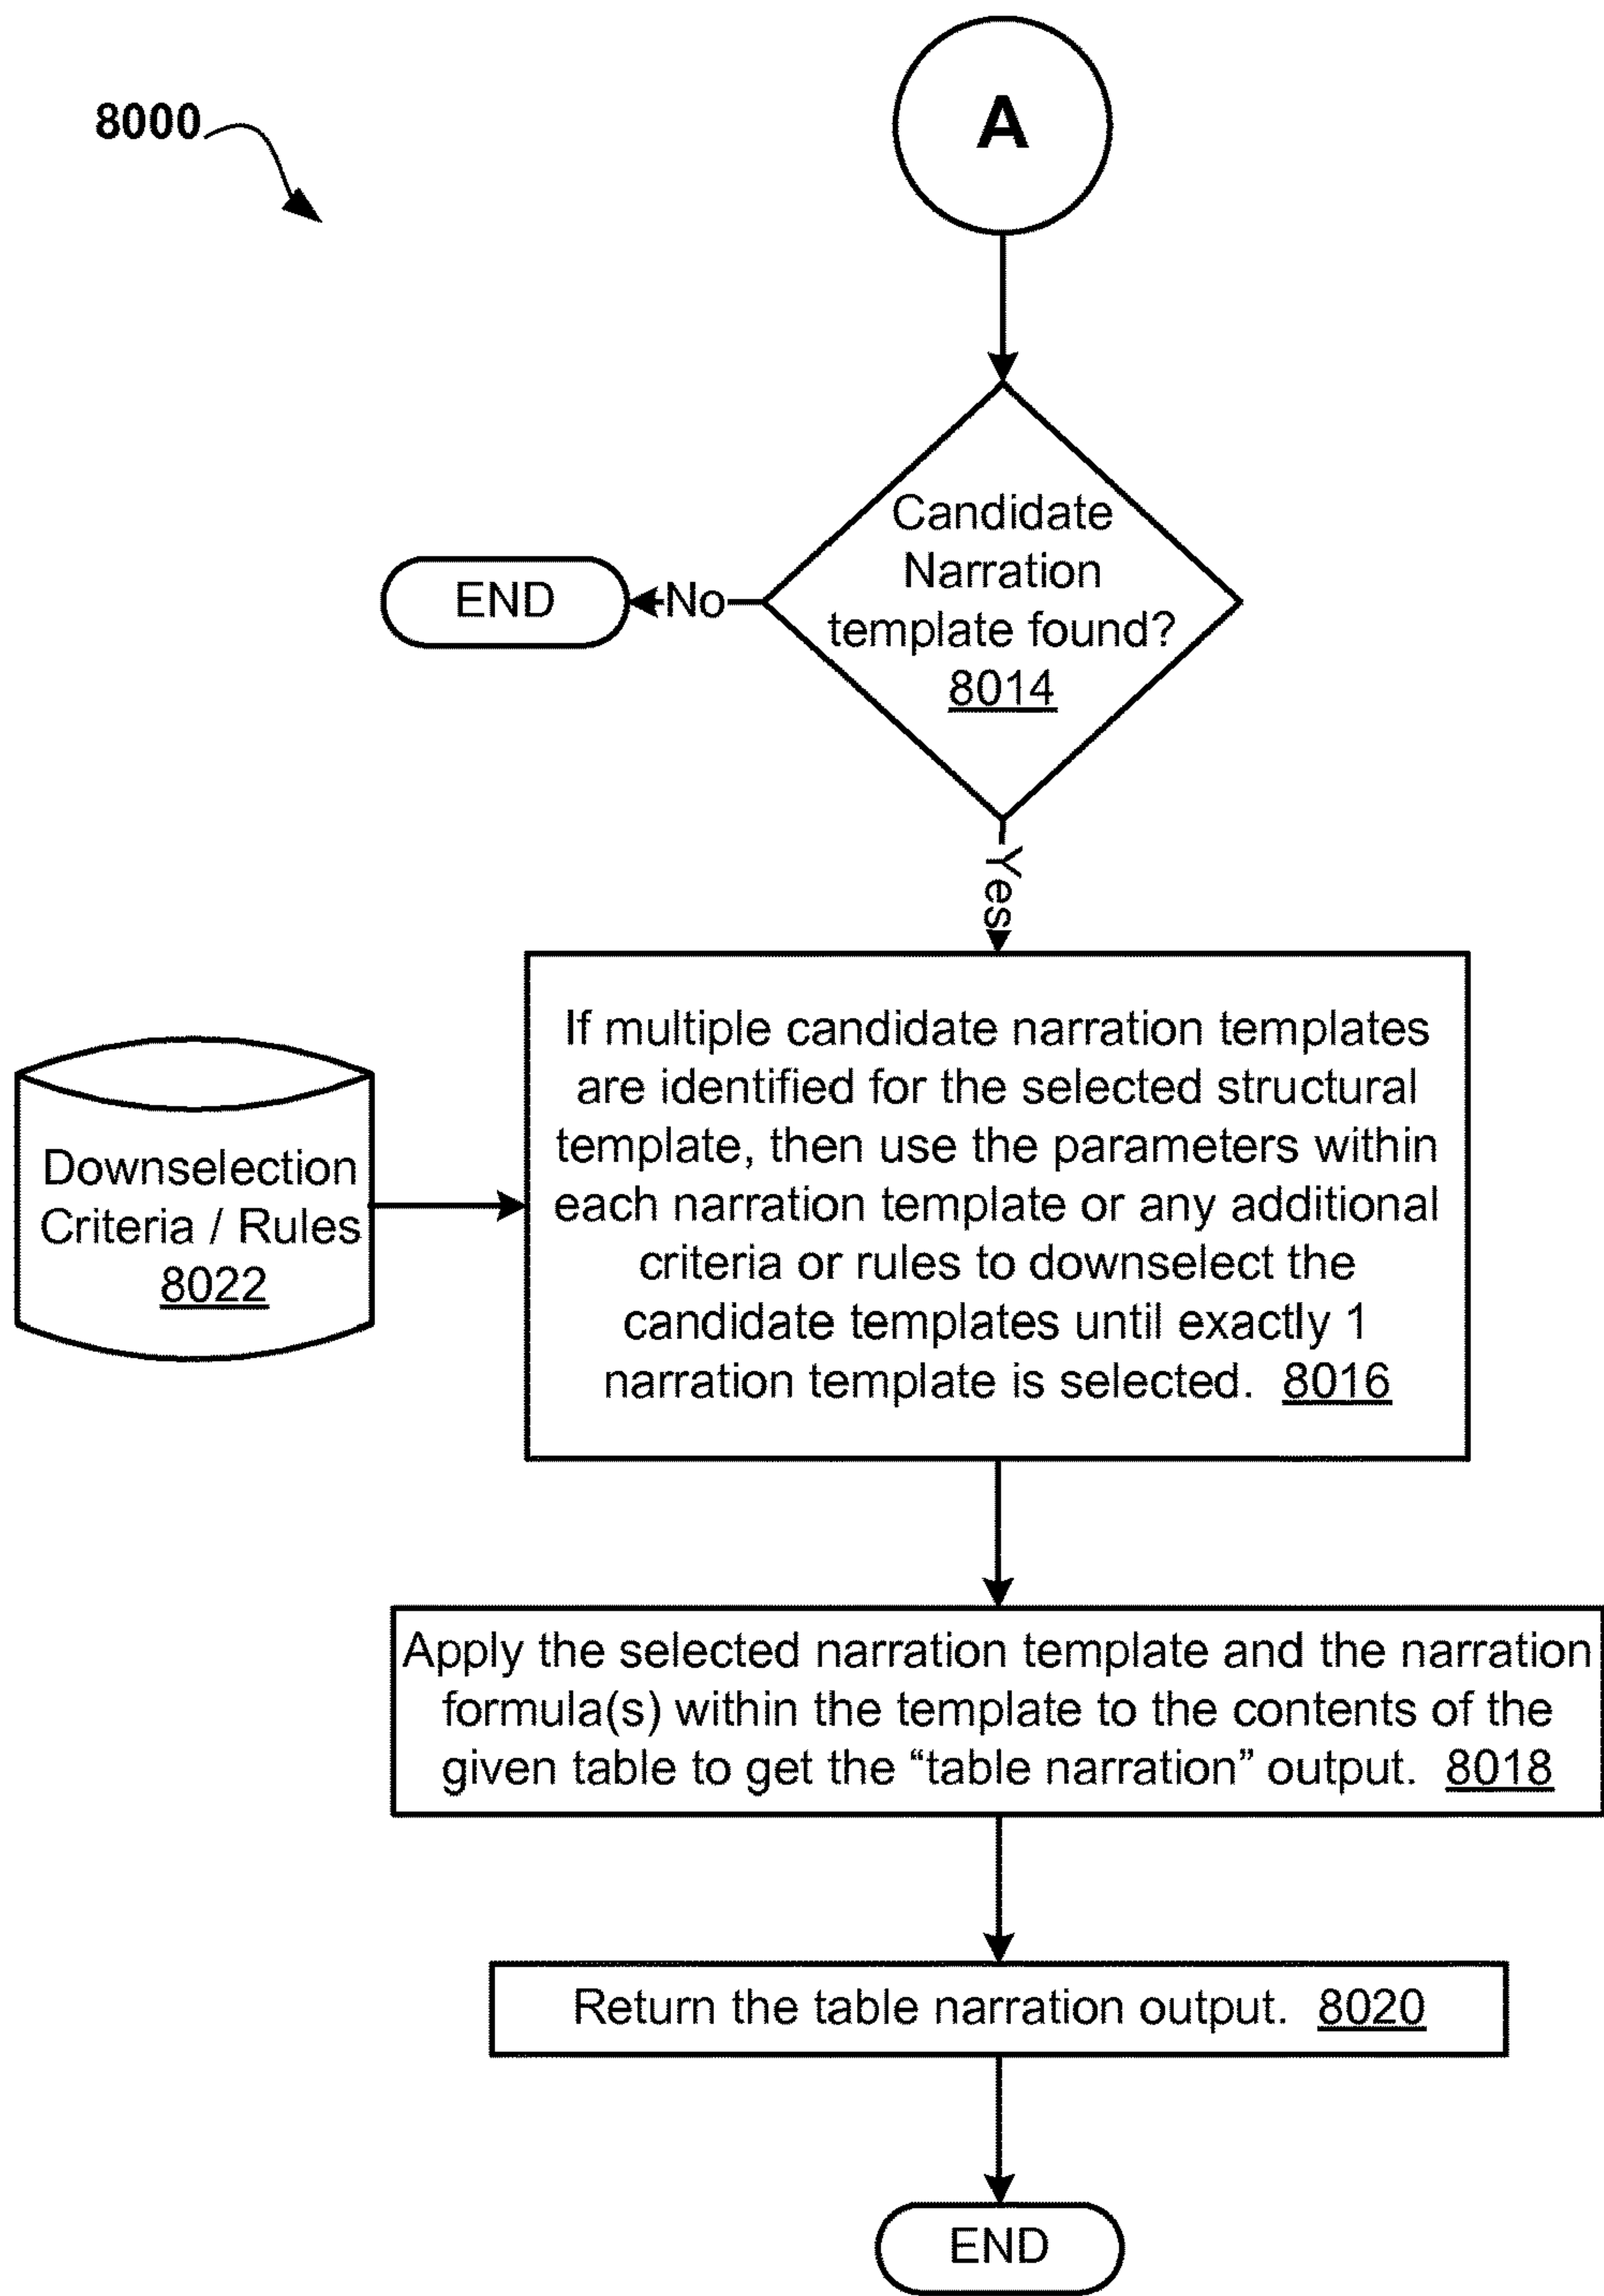 8000
A
Candidate
Narration
template found?
8014
No
END
Yes
If multiple candidate narration templates
are identified for the selected structural
template, then use the parameters within
each narration template or any additional
criteria or rules to downselect the
candidate templates until exactly 1
narration template is selected. 8016
Downselection
Criteria / Rules
8022
Apply the selected narration template and the narration
formula(s) within the template to the contents of the
given table to get the “table narration” output. 8018
Return the table narration output. 8020
END